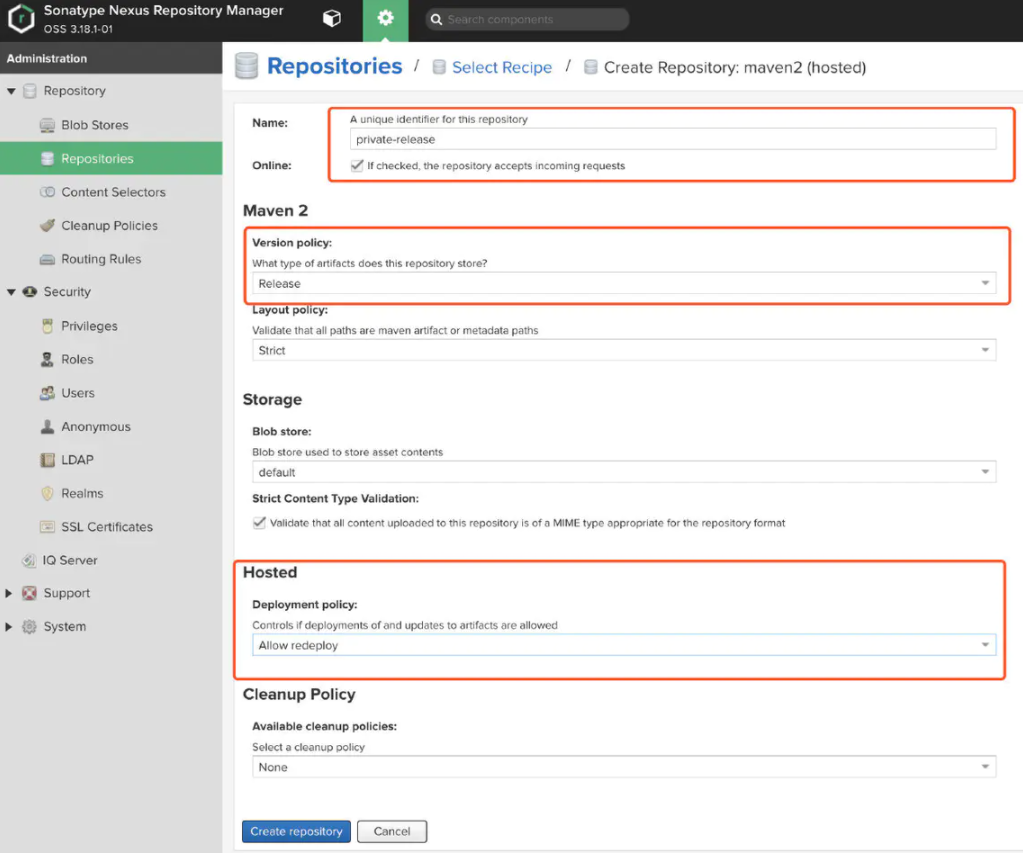 Sonatype Nexus Repository Manager
OSS 3.18.1-01
Search components
Administration
Repository
Blob Stores
Repositories
Content Selectors
Cleanup Policies
Routing Rules
Security
Privileges
Roles
Users
Anonymous
LDAP
Realms
SSL Certificates
IQ Server
Support
System
Repositories / Select Recipe / Create Repository: maven2 (hosted)
Name: A unique identifier for this repository
private-release
Online: If checked, the repository accepts incoming requests
Maven 2
Version policy:
What type of artifacts does this repository store?
Release
Layout policy:
Validate that all paths are maven artifact or metadata paths
Strict
Storage
Blob store:
Blob store used to store asset contents
default
Strict Content Type Validation:
Validate that all content uploaded to this repository is of a MIME type appropriate for the repository format
Hosted
Deployment policy:
Controls if deployments of and updates to artifacts are allowed
Allow redeploy
Cleanup Policy
Available cleanup policies:
Select a cleanup policy
None
Create repository Cancel